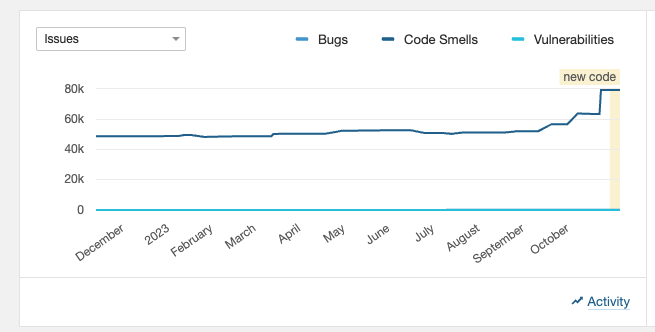 Issues
Bugs
Code Smells
Vulnerabilities
new code
80k
60k
40k
20k
0
December
2023
February
March
April
May
June
July
August
September
October
Activity